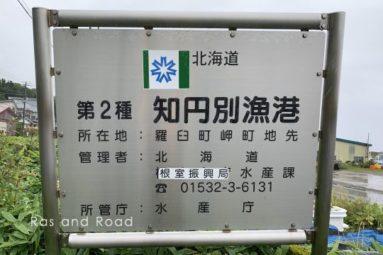 北海道
第2種 知円別漁港
所在地：羅臼町岬町地先
管理者：北海道
根室振興局 水産課
☎ 01532-3-6131
所管庁：水産庁
Ras and Road